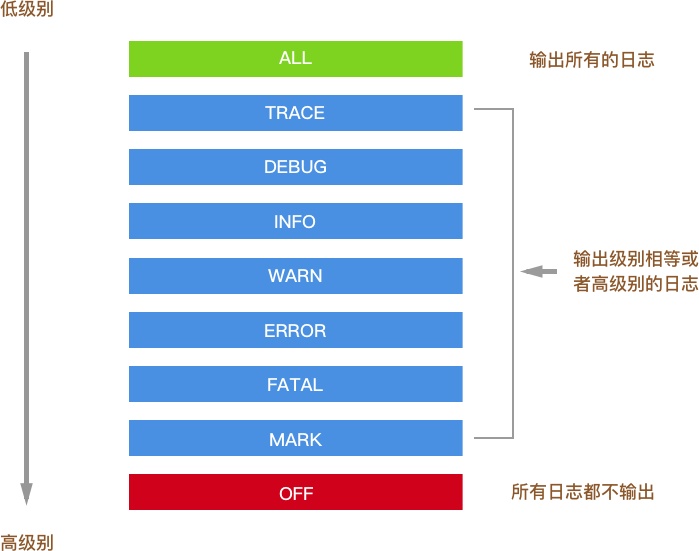 低级别
ALL
输出所有的日志
TRACE
DEBUG
INFO
WARN
输出级别相等或
者高级别的日志
ERROR
FATAL
MARK
OFF
所有日志都不输出
高级别